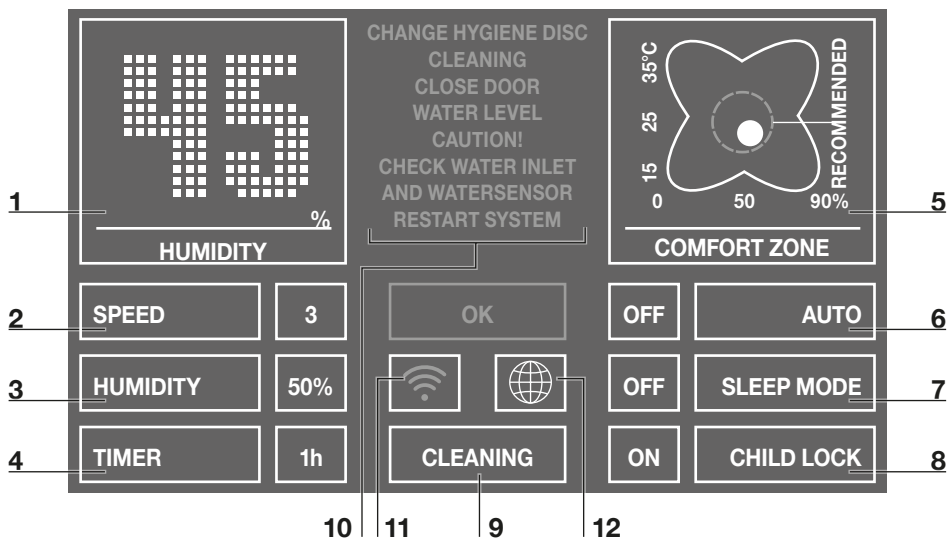 45
%
HUMIDITY
CHANGE HYGIENE DISC
CLEANING
CLOSE DOOR
WATER LEVEL
CAUTION!
CHECK WATER INLET
AND WATERSENSOR
RESTART SYSTEM
35°C
25
15
0 50 90%
RECOMMENDED
COMFORT ZONE
1
5
SPEED 3
OK
OFF AUTO
2
6
HUMIDITY 50%
OFF SLEEP MODE
3
7
TIMER 1h
CLEANING
ON CHILD LOCK
4
8
10 11 9 12